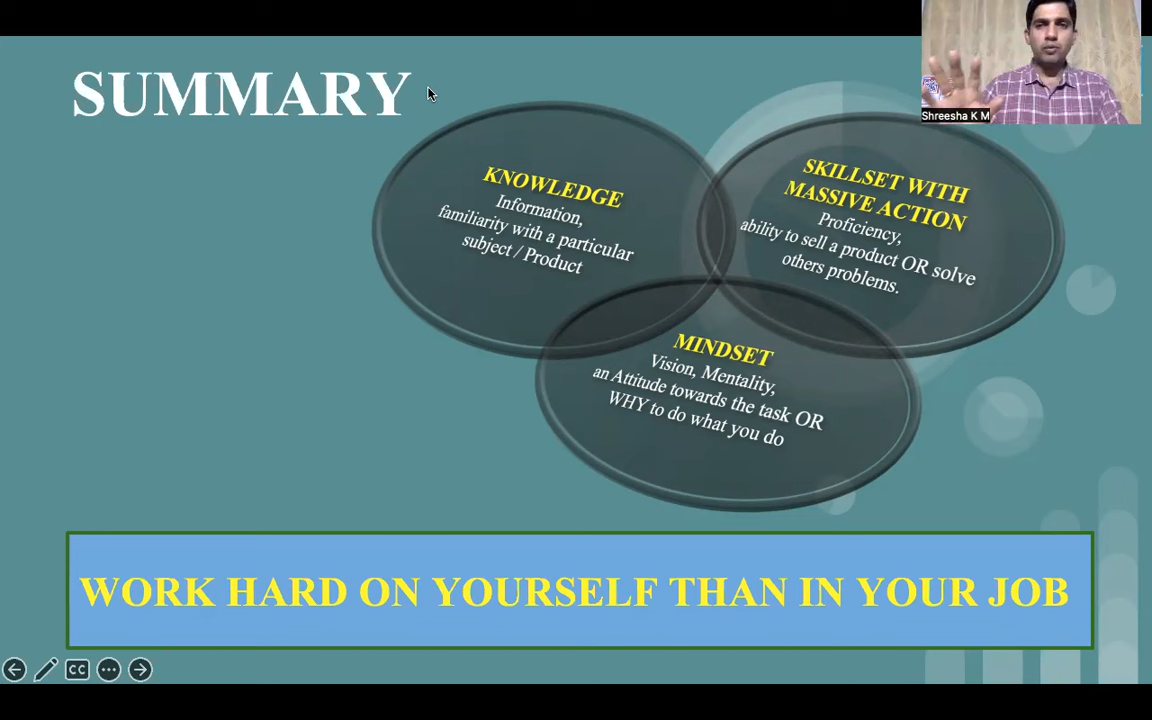 SUMMARY
KNOWLEDGE
Information,
familiarity with a particular
subject / Product
SKILLSET WITH
MASSIVE ACTION
Proficiency,
ability to sell a product OR solve
others problems.
MINDSET
Vision, Mentality,
an Attitude towards the task OR
WHY to do what you do
WORK HARD ON YOURSELF THAN IN YOUR JOB
Shreesha K M
CC